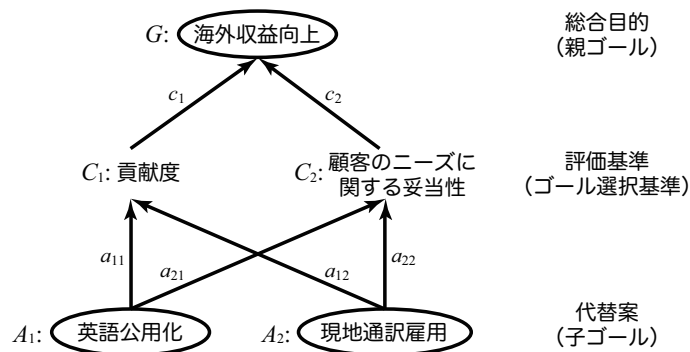 G: 海外収益向上
総合目的
（親ゴール）
c1
c2
C1: 貢献度
C2: 顧客のニーズに
関する妥当性
評価基準
（ゴール選択基準）
a11
a21
a12
a22
A1: 英語公用化
A2: 現地通訳雇用
代替案
（子ゴール）